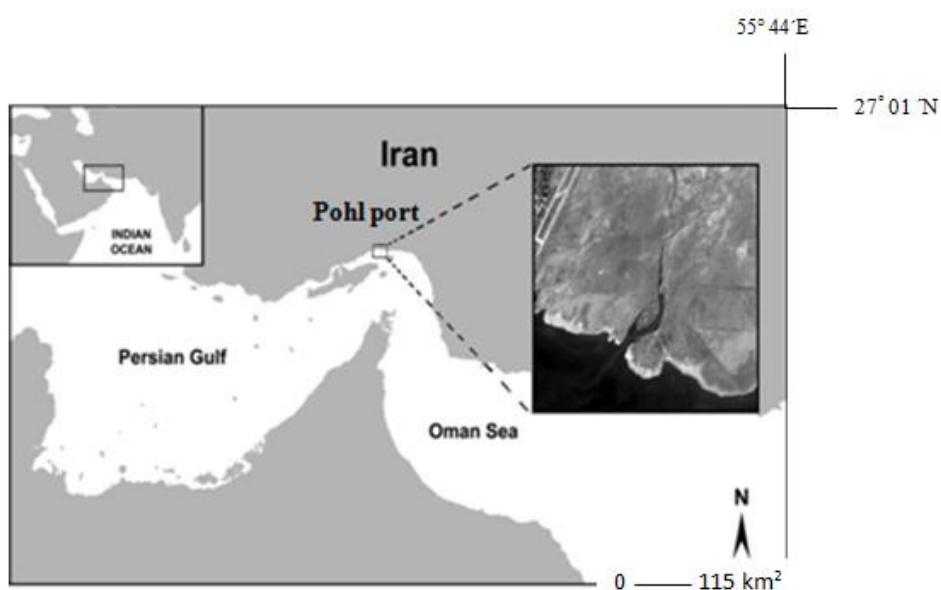 55° 44´E
27° 01 ´N
Iran
Pohl port
INDIAN
OCEAN
Persian Gulf
Oman Sea
N
0 115 km²